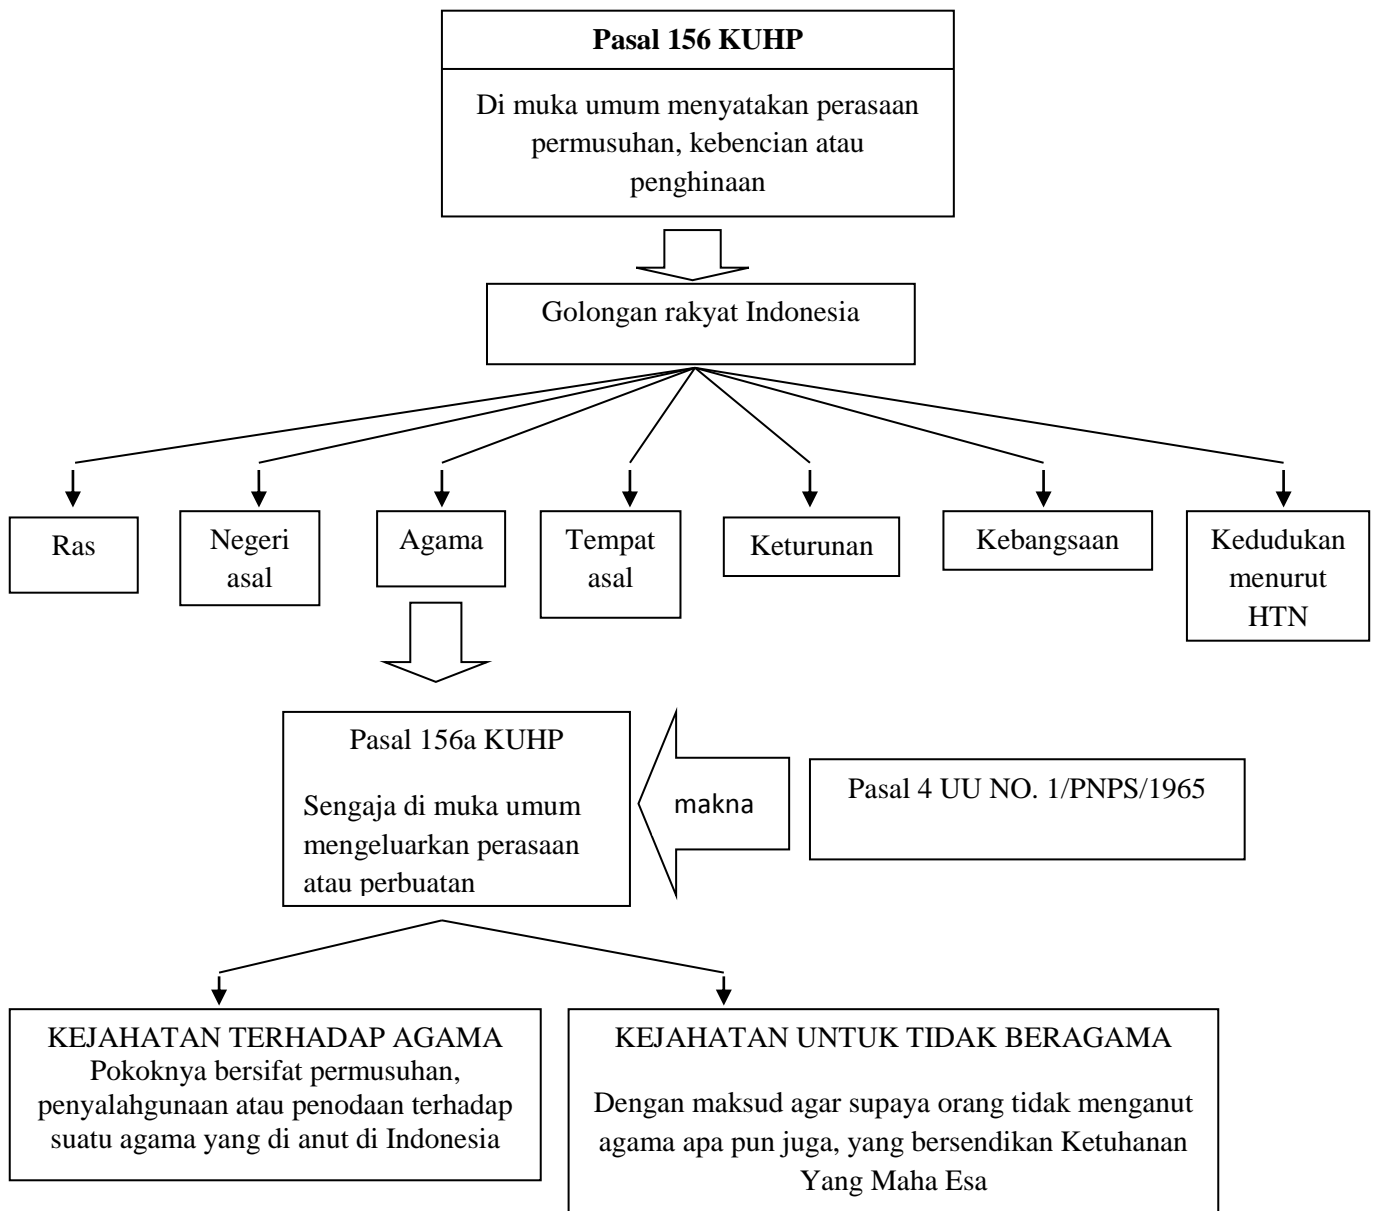 Pasal 156 KUHP
Di muka umum menyatakan perasaan
permusuhan, kebencian atau
penghinaan
Golongan rakyat Indonesia
Ras
Negeri
asal
Agama
Tempat
asal
Keturunan
Kebangsaan
Kedudukan
menurut
HTN
Pasal 156a KUHP
Sengaja di muka umum
mengeluarkan perasaan
atau perbuatan
makna
Pasal 4 UU NO. 1/PNPS/1965
KEJAHATAN TERHADAP AGAMA
Pokoknya bersifat permusuhan,
penyalahgunaan atau penodaan terhadap
suatu agama yang di anut di Indonesia
KEJAHATAN UNTUK TIDAK BERAGAMA
Dengan maksud agar supaya orang tidak menganut
agama apa pun juga, yang bersendikan Ketuhanan
Yang Maha Esa